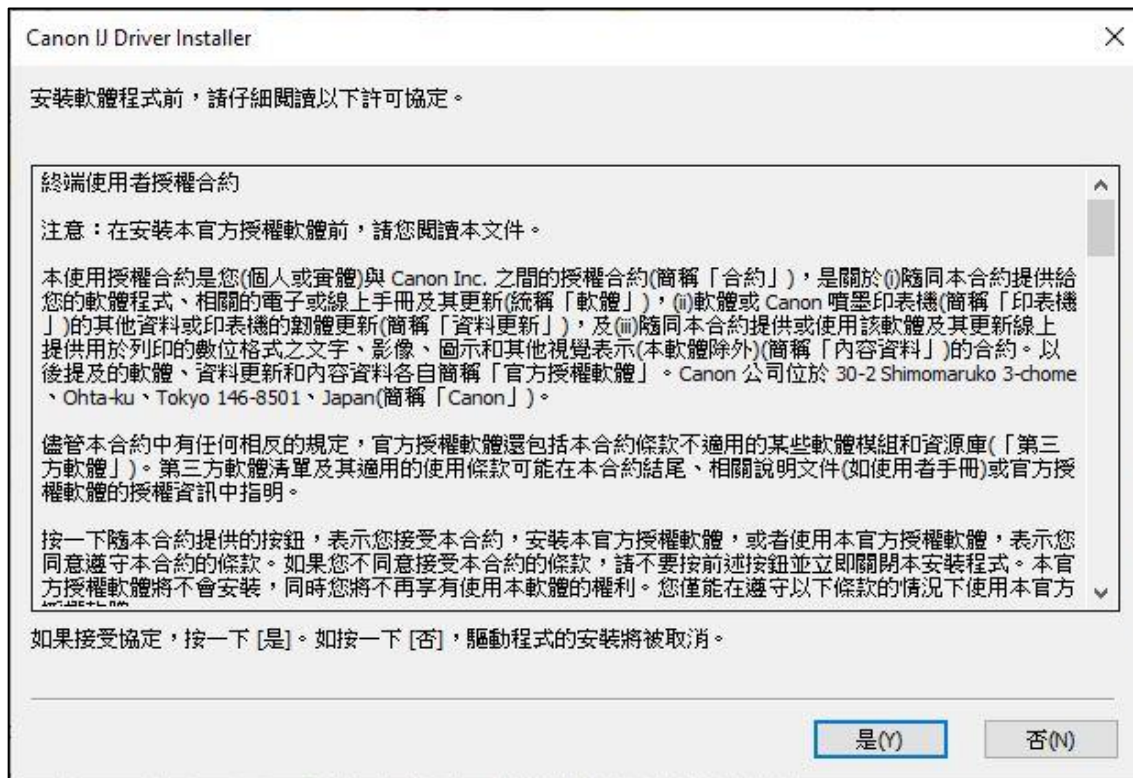 Canon IJ Driver Installer
安裝軟體程式前，請仔細閱讀以下許可協定。
終端使用者授權合約
注意：在安裝本官方授權軟體前，請您閱讀本文件。
本使用授權合約是您(個人或實體)與 Canon Inc. 之間的授權合約(簡稱「合約」)，是關於(i)隨同本合約提供給
您的軟體程式、相關的電子或線上手冊及其更新(統稱「軟體」)，(ii)軟體或 Canon 噴墨印表機(簡稱「印表機
」)的其他資料或印表機的韌體更新(簡稱「資料更新」)，及(iii)隨同本合約提供或使用該軟體及其更新線上
提供用於列印的數位格式之文字、影像、圖示和其他視覺表示(本軟體除外)(簡稱「內容資料」)的合約。以
後提及的軟體、資料更新和內容資料各自簡稱「官方授權軟體」。Canon 公司位於 30-2 Shimomaruko 3-chome
、Ohta-ku、Tokyo 146-8501、Japan(簡稱「Canon」)。
儘管本合約中有任何相反的規定，官方授權軟體還包括本合約條款不適用的某些軟體模組和資源庫(「第三
方軟體」)。第三方軟體清單及其適用的使用條款可能在本合約結尾、相關說明文件(如使用者手冊)或官方授
權軟體的授權資訊中指明。
按一下隨本合約提供的按鈕，表示您接受本合約，安裝本官方授權軟體，或者使用本官方授權軟體，表示您
同意遵守本合約的條款。如果您不同意接受本合約的條款，請不要按前述按鈕並立即關閉本安裝程式。本官
方授權軟體將不會安裝，同時您將不再享有使用本軟體的權利。您僅能在遵守以下條款的情況下使用本官方
如果接受協定，按一下 [是]。如按一下 [否]，驅動程式的安裝將被取消。
是(Y)
否(N)